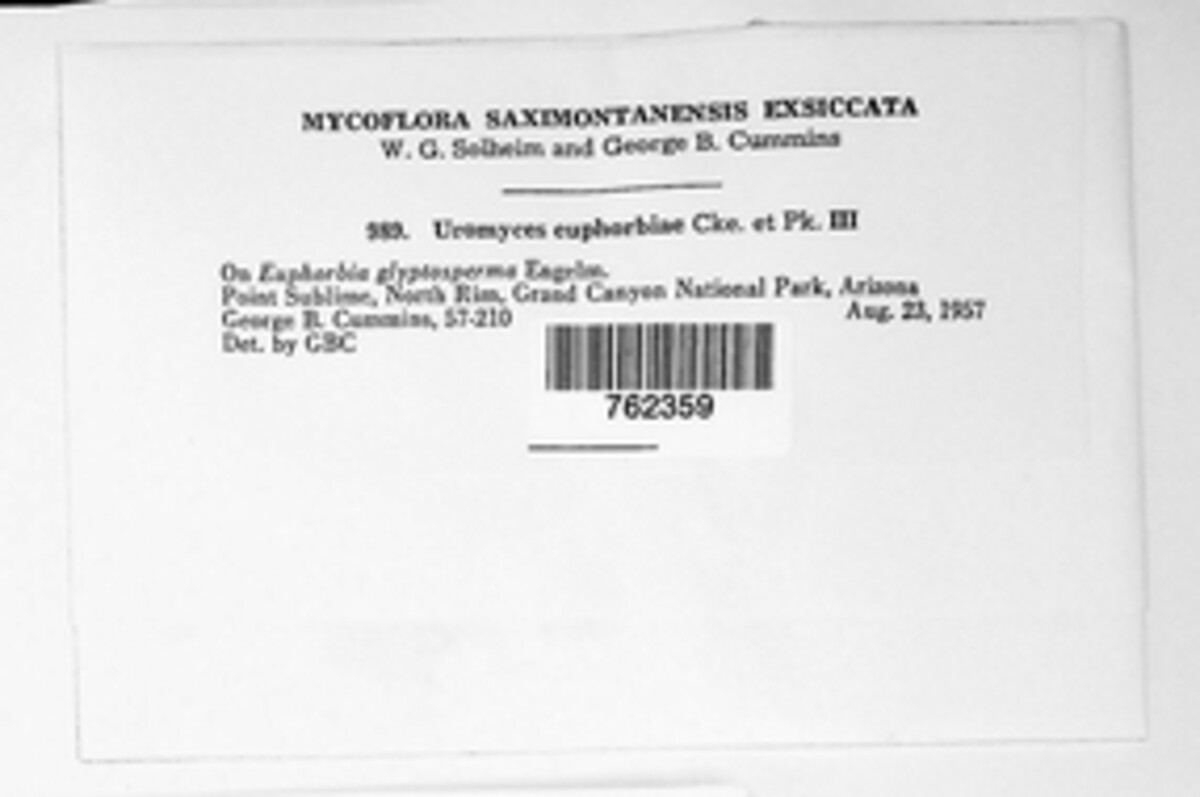 MYCOFLORA SAXIMONTANENSIS EXSICCATA
W. G. Solheim and George B. Cummins
989. Uromyces euphorbiae Cke. et Pk. III
On Euphorbia glyptosperma Engelm.
Point Sublime, North Rim, Grand Canyon National Park, Arizona
George B. Cummins, 57-210 Aug. 23, 1957
Det. by GBC
762359